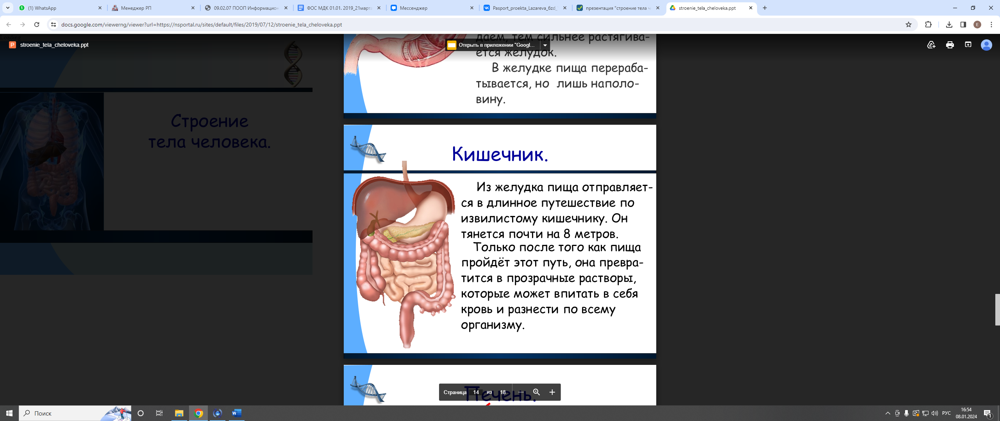 (1) WhatsApp
Менеджер РП
09.02.07 ПООП Информацион
ФОС МДК 01.01. 2019_21марта
Мессенджер
Pasport_proekta_Lazareva_6zd_
презентация "строение тела ч
stroenie_tela_cheloveka.ppt
docs.google.com/viewerng/viewer?url=https://nsportal.ru/sites/default/files/2019/07/12/stroenie_tela_cheloveka.ppt
E
Loading
P
stroenie_tela_cheloveka.ppt
Открыть в приложении "Googl...
Строение
тела человека.
даем, тем сильнее растягива-
ется желудок.
В желудке пища перераба-
тывается, но лишь наполо-
вину.
Кишечник.
Из желудка пища отправляет-
ся в длинное путешествие по
извилистому кишечнику. Он
тянется почти на 8 метров.
Только после того как пища
пройдёт этот путь, она превра-
тится в прозрачные растворы,
которые может впитать в себя
кровь и разнести по всему
организму.
Печень.
Страница 14 из 18
Поиск
РУС
16:54
08.01.2024
1